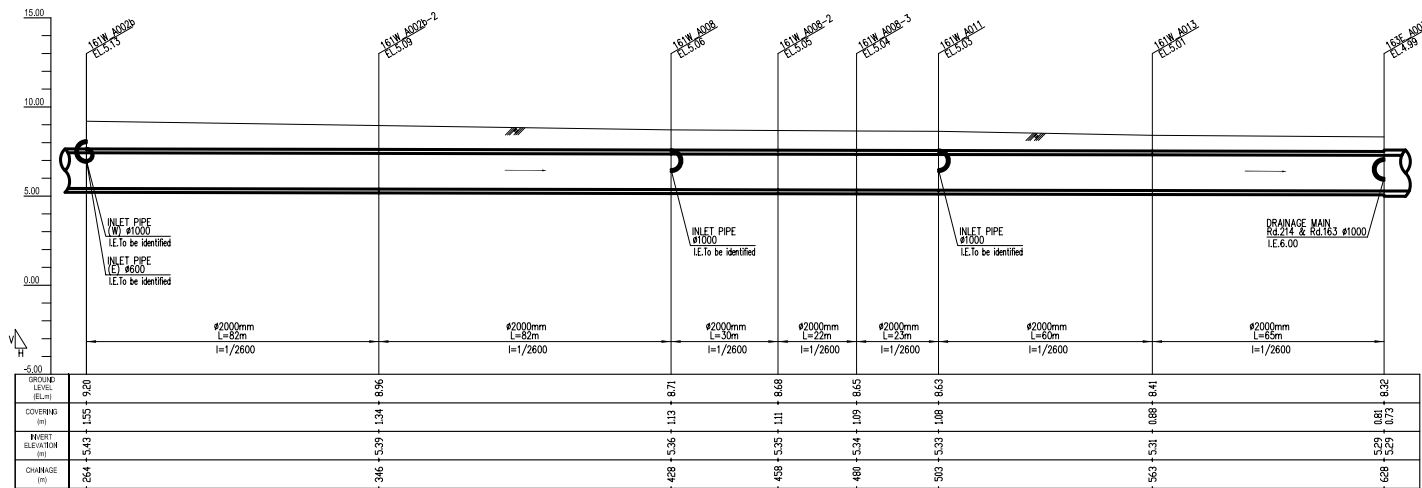 15.00
10.00
5.00
0.00
-5.00
V
H
161W_A002b
EL.5.13
161W_A002b-2
EL.5.09
161W_A008
EL.5.06
161W_A008-2
EL.5.05
161W_A008-3
EL.5.04
161W_A011
EL.5.03
161W_A013
EL.5.01
EL.4.99
INLET PIPE
(W) ø1000
I.E.To be identified
INLET PIPE
(E) ø600
I.E.To be identified
INLET PIPE
ø1000
I.E.To be identified
INLET PIPE
ø1000
I.E.To be identified
DRAINAGE MAIN
Rd.214 & Rd.163 ø1000
I.E.6.00
ø2000mm
L=82m
I=1/2600
ø2000mm
L=82m
I=1/2600
ø2000mm
L=30m
I=1/2600
ø2000mm
L=22m
I=1/2600
ø2000mm
L=23m
I=1/2600
ø2000mm
L=60m
I=1/2600
ø2000mm
L=65m
I=1/2600
GROUND
LEVEL
(EL.m)
9.20 8.96 8.71 8.68 8.65 8.63 8.41 8.32
COVERING
(m)
1.55 1.34 1.13 1.11 1.09 1.08 0.88 0.81 0.73
INVERT
ELEVATION
(m)
5.43 5.39 5.36 5.35 5.34 5.33 5.31 5.29 5.29
CHAINAGE
(m)
264 346 428 458 480 503 563 628